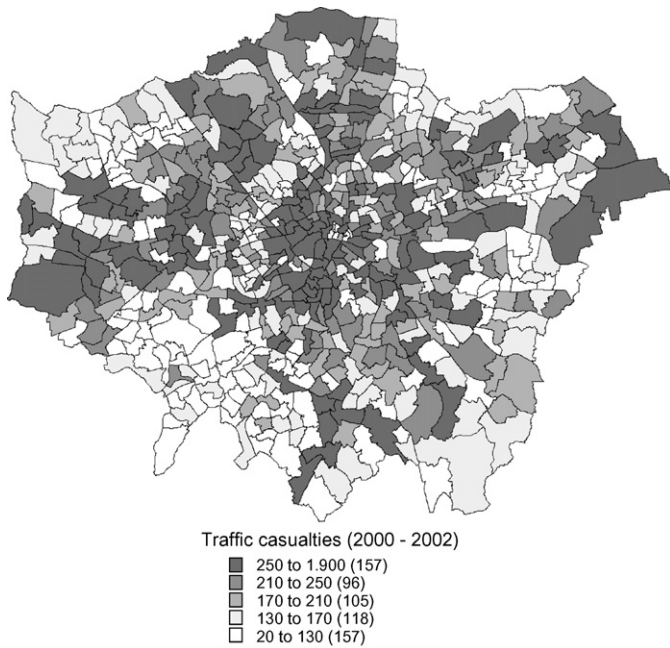 Traffic casualties (2000 - 2002)
250 to 1.900 (157)
210 to 250 (96)
170 to 210 (105)
130 to 170 (118)
20 to 130 (157)